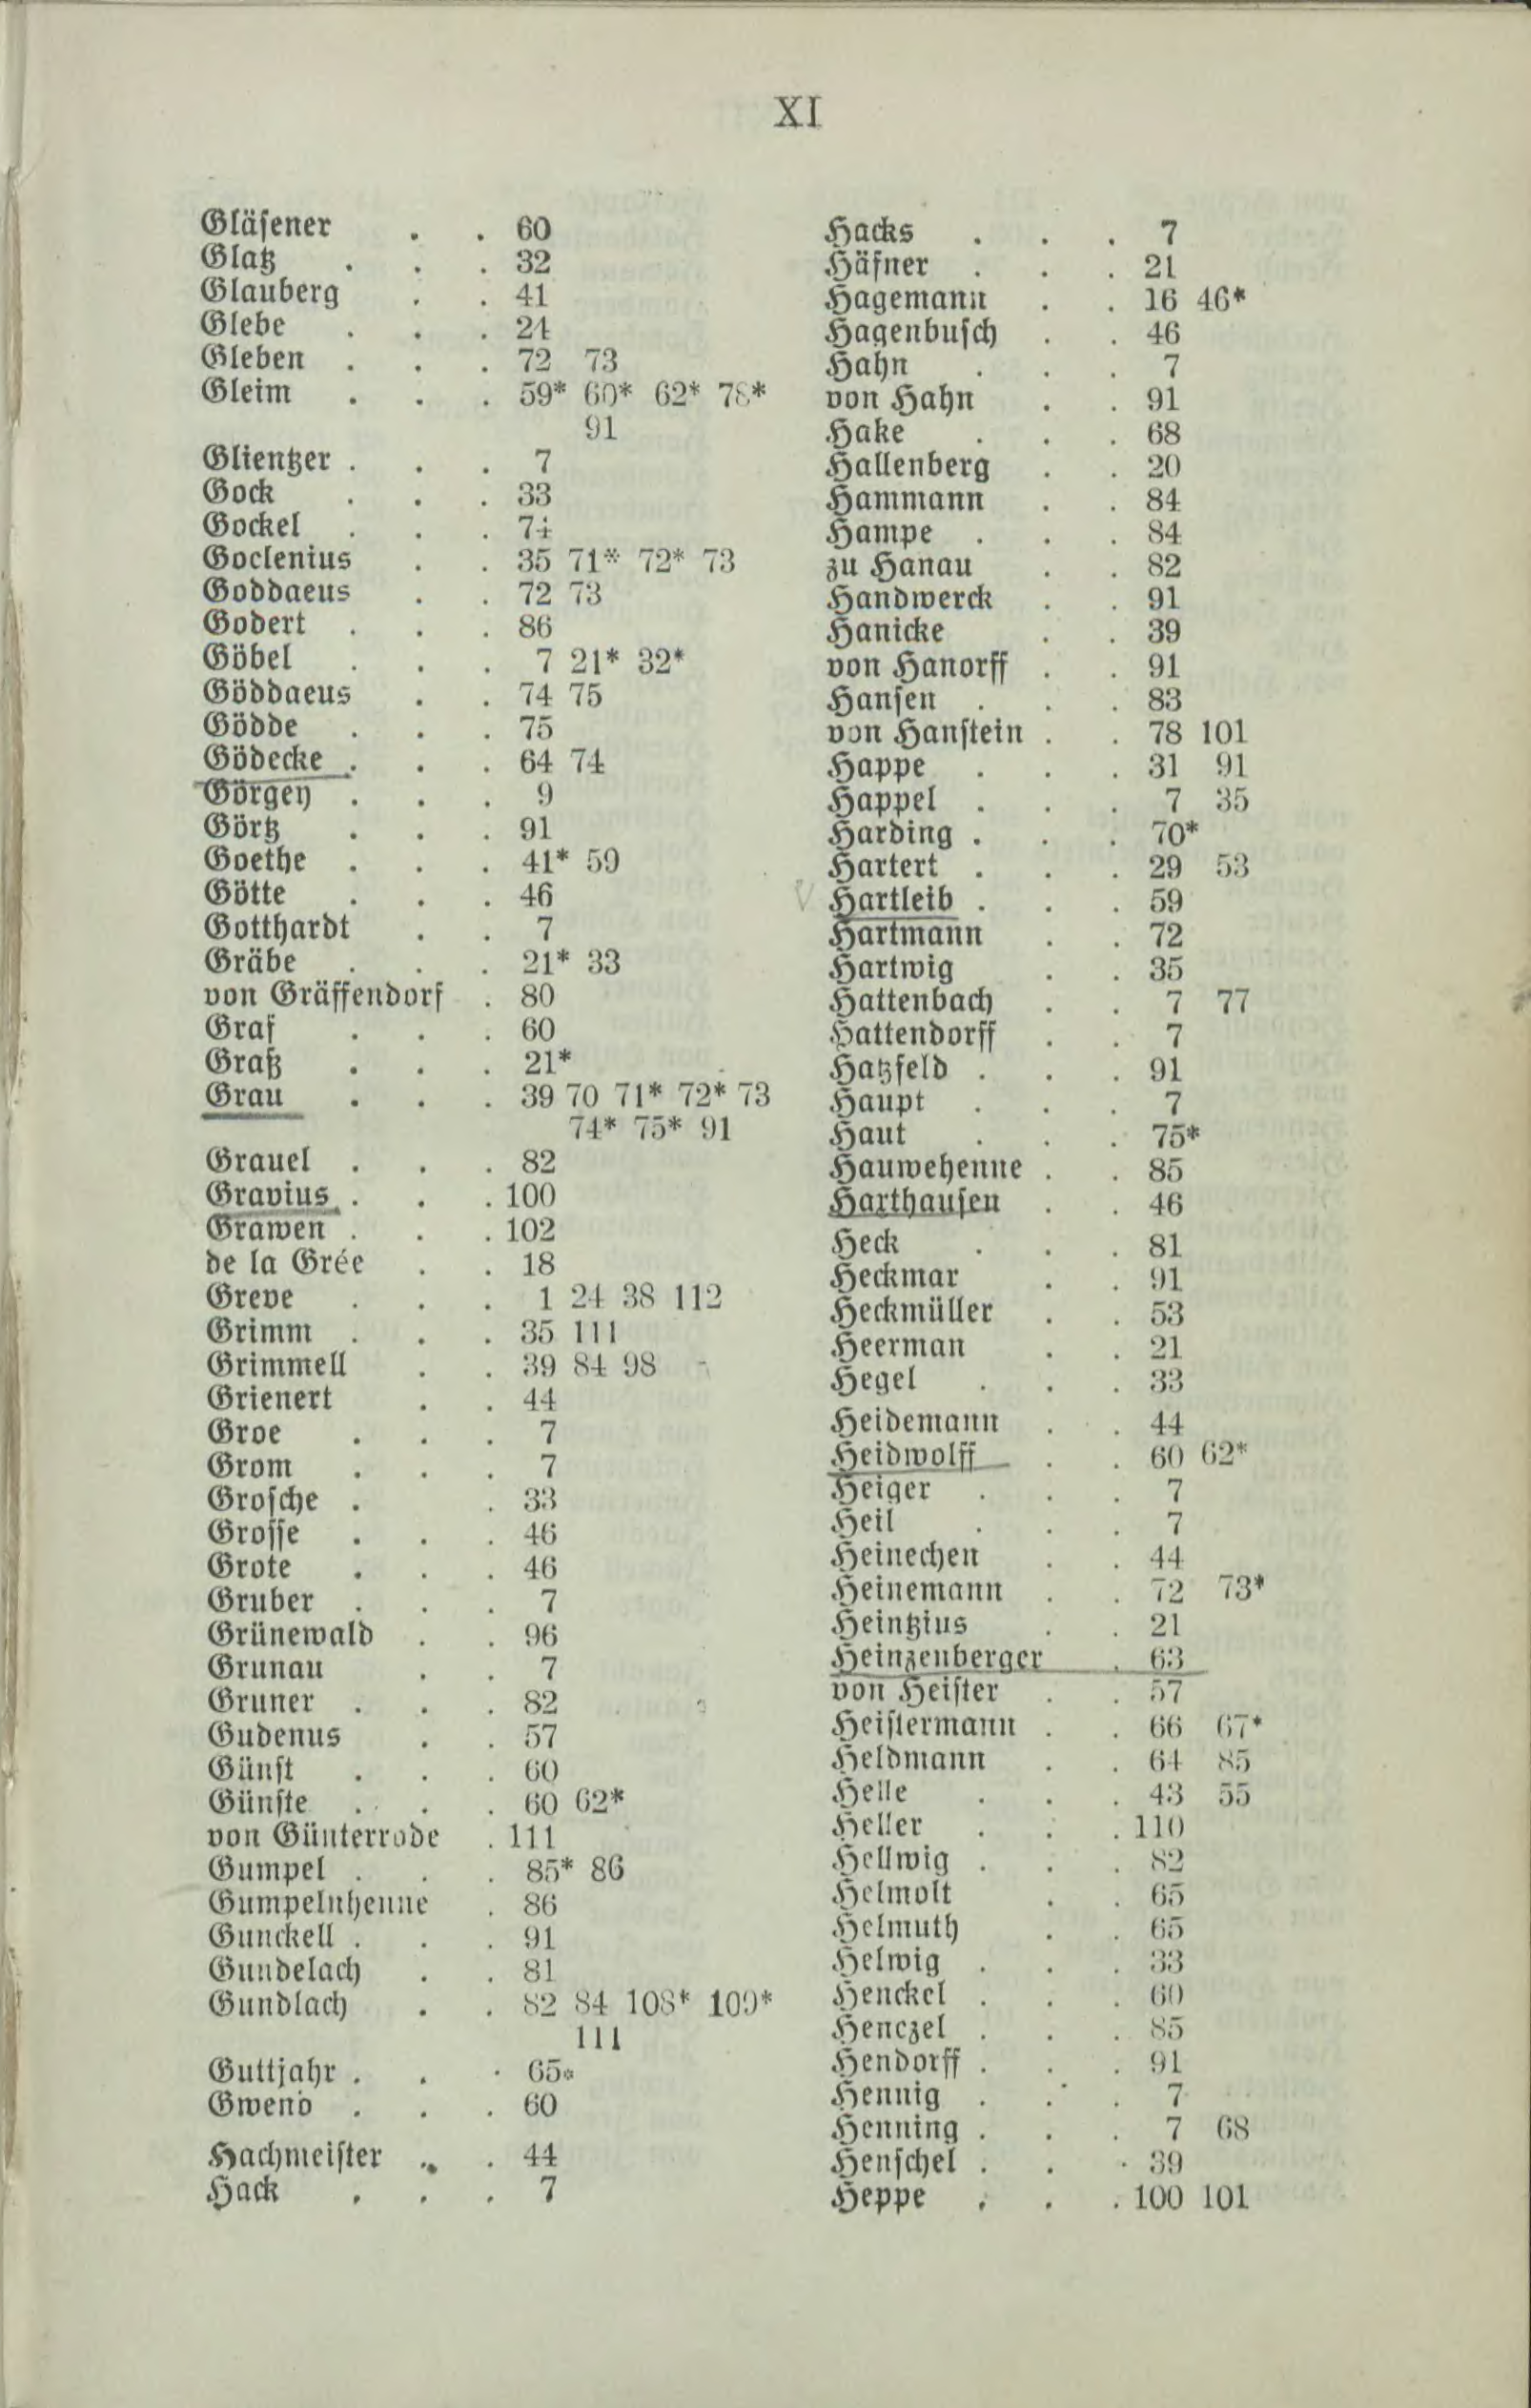 XI
Gläsener . . 60
Glatz . . . 32
Glauberg . . 41
Glebe . . . 24
Gleben . . . 72 73
Gleim . . . 59* 60* 62* 78*
91
Glientzer . . . 7
Gock . . . 33
Gockel . . . 74
Goclenius . . 35 71* 72* 73
Goddaeus . . 72 73
Godert . . . 86
Göbel . . . 7 21* 32*
Göddaeus . . 74 75
Gödde . . . 75
Gödecke . . . 64 74
Görgey . . . 9
Görtz . . . 91
Goethe . . . 41* 59
Götte . . . 46
Gotthardt . . 7
Gräbe . . . 21* 33
von Gräffendorf . 80
Graf . . . 60
Graß . . . 21*
Grau . . . 39 70 71* 72* 73
74* 75* 91
Grauel . . . 82
Gravius . . . 100
Grawen . . . 102
de la Grée . . 18
Greve . . . 1 24 38 112
Grimm . . . 35 111
Grimmell . . 39 84 98
Grienert . . 44
Groe . . . 7
Grom . . . 7
Grosche . . 33
Grosse . . . 46
Grote . . . 46
Gruber . . . 7
Grünewald . . 96
Grunau . . 7
Gruner . . . 82
Gudenus . . 57
Günst . . . 60
Günste . . . 60 62*
von Günterrode . 111
Gumpel . . . 85* 86
Gumpelnhenne . 86
Gunckell . . . 91
Gundelach . . 81
Gundlach . . 82 84 108* 109*
111
Guttjahr . . . 65*
Gwend . . . 60
Hachmeister . . 44
Hack . . . 7
Hacks . . . 7
Häfner . . . 21
Hagemann . . 16 46*
Hagenbusch . . 46
Hahn . . . 7
von Hahn . . 91
Hake . . . 68
Hallenberg . . 20
Hammann . . 84
Hampe . . . 84
zu Hanau . . 82
Handwerck . . 91
Hanicke . . 39
von Hanorff . . 91
Hansen . . . 83
von Hanstein . . 78 101
Happe . . . 31 91
Happel . . . 7 35
Harding . . . 70*
Hartert . . . 29 53
Hartleib . . . 59
Hartmann . . 72
Hartwig . . 35
Hattenbach . . 7 77
Hattendorff . . 7
Hatzfeld . . . 91
Haupt . . . 7
Haut . . . 75*
Hauwehenne . . 85
Harthausen . . 46
Heck . . . 81
Heckmar . . 91
Heckmüller . . 53
Heerman . . 21
Hegel . . . 33
Heidemann . . 44
Heidwolff . . 60 62*
Heiger . . . 7
Heil . . . 7
Heinechen . . 44
Heinemann . . 72 73*
Heintzius . . 21
Heinzenberger . 63
von Heister . . 57
Heistermann . . 66 67*
Heldmann . . 64 85
Helle . . . 43 55
Heller . . . 110
Hellwig . . . 82
Helmolt . . 65
Helmuth . . 65
Helwig . . . 33
Henckel . . . 60
Henczel . . . 85
Hendorff . . . 91
Hennig . . . 7
Henning . . . 7 68
Henschel . . . 39
Heppe . . . 100 101